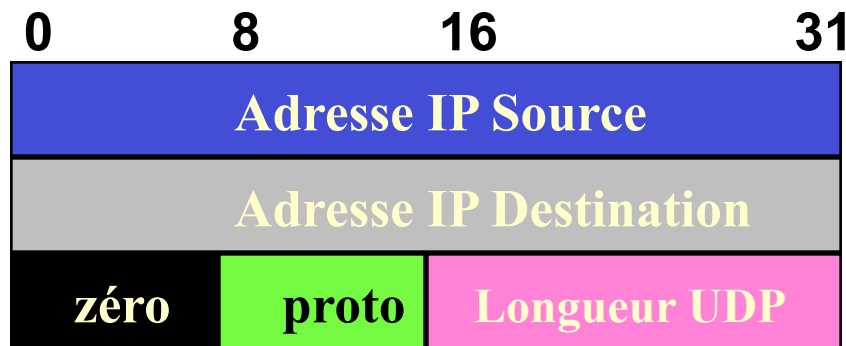 0 8 16 31
Adresse IP Source
Adresse IP Destination
zéro proto Longueur UDP